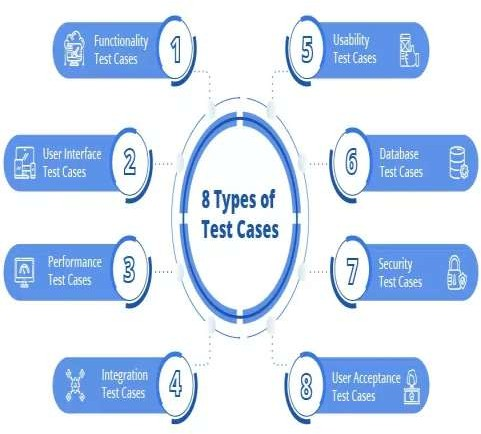 Functionality
Test Cases
1
User Interface
Test Cases
2
Performance
Test Cases
3
Integration
Test Cases
4
8 Types of
Test Cases
5
Usability
Test Cases
6
Database
Test Cases
7
Security
Test Cases
8
User Acceptance
Test Cases